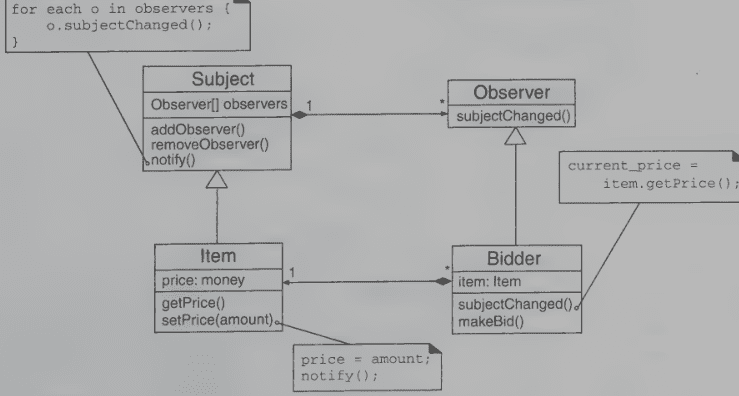 for each o in observers {
o.subjectChanged();
}
Subject
Observer[] observers
addObserver()
removeObserver()
notify()
1
*
Observer
subjectChanged()
current_price =
item.getPrice();
Item
price: money
getPrice()
setPrice(amount)
1
*
Bidder
item: Item
subjectChanged()
makeBid()
price = amount;
notify();